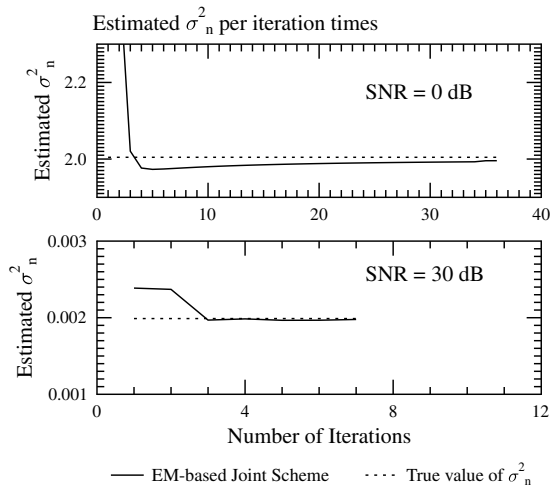 Estimated σ²ₙ per iteration times
Estimated σ²ₙ
2.2
2.0
SNR = 0 dB
0 10 20 30 40
Estimated σ²ₙ
0.003
0.002
0.001
SNR = 30 dB
0 4 8 12
Number of Iterations
EM-based Joint Scheme
True value of σ²ₙ